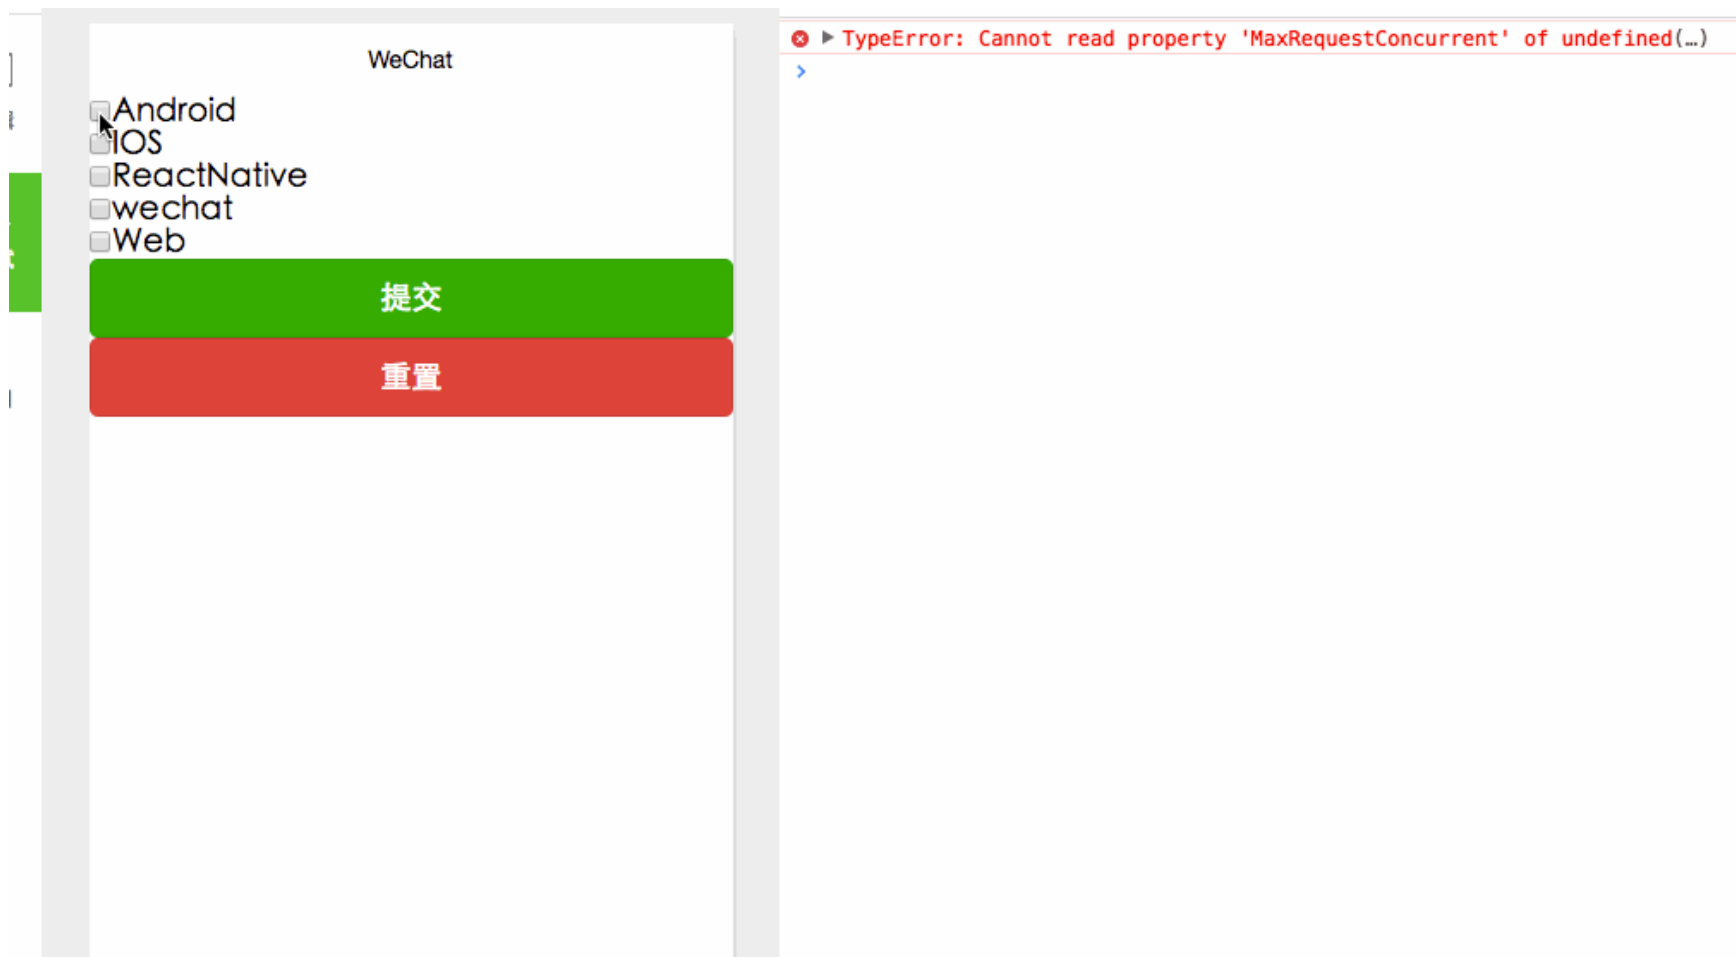 WeChat
Android
IOS
ReactNative
wechat
Web
提交
重置
TypeError: Cannot read property 'MaxRequestConcurrent' of undefined(…)